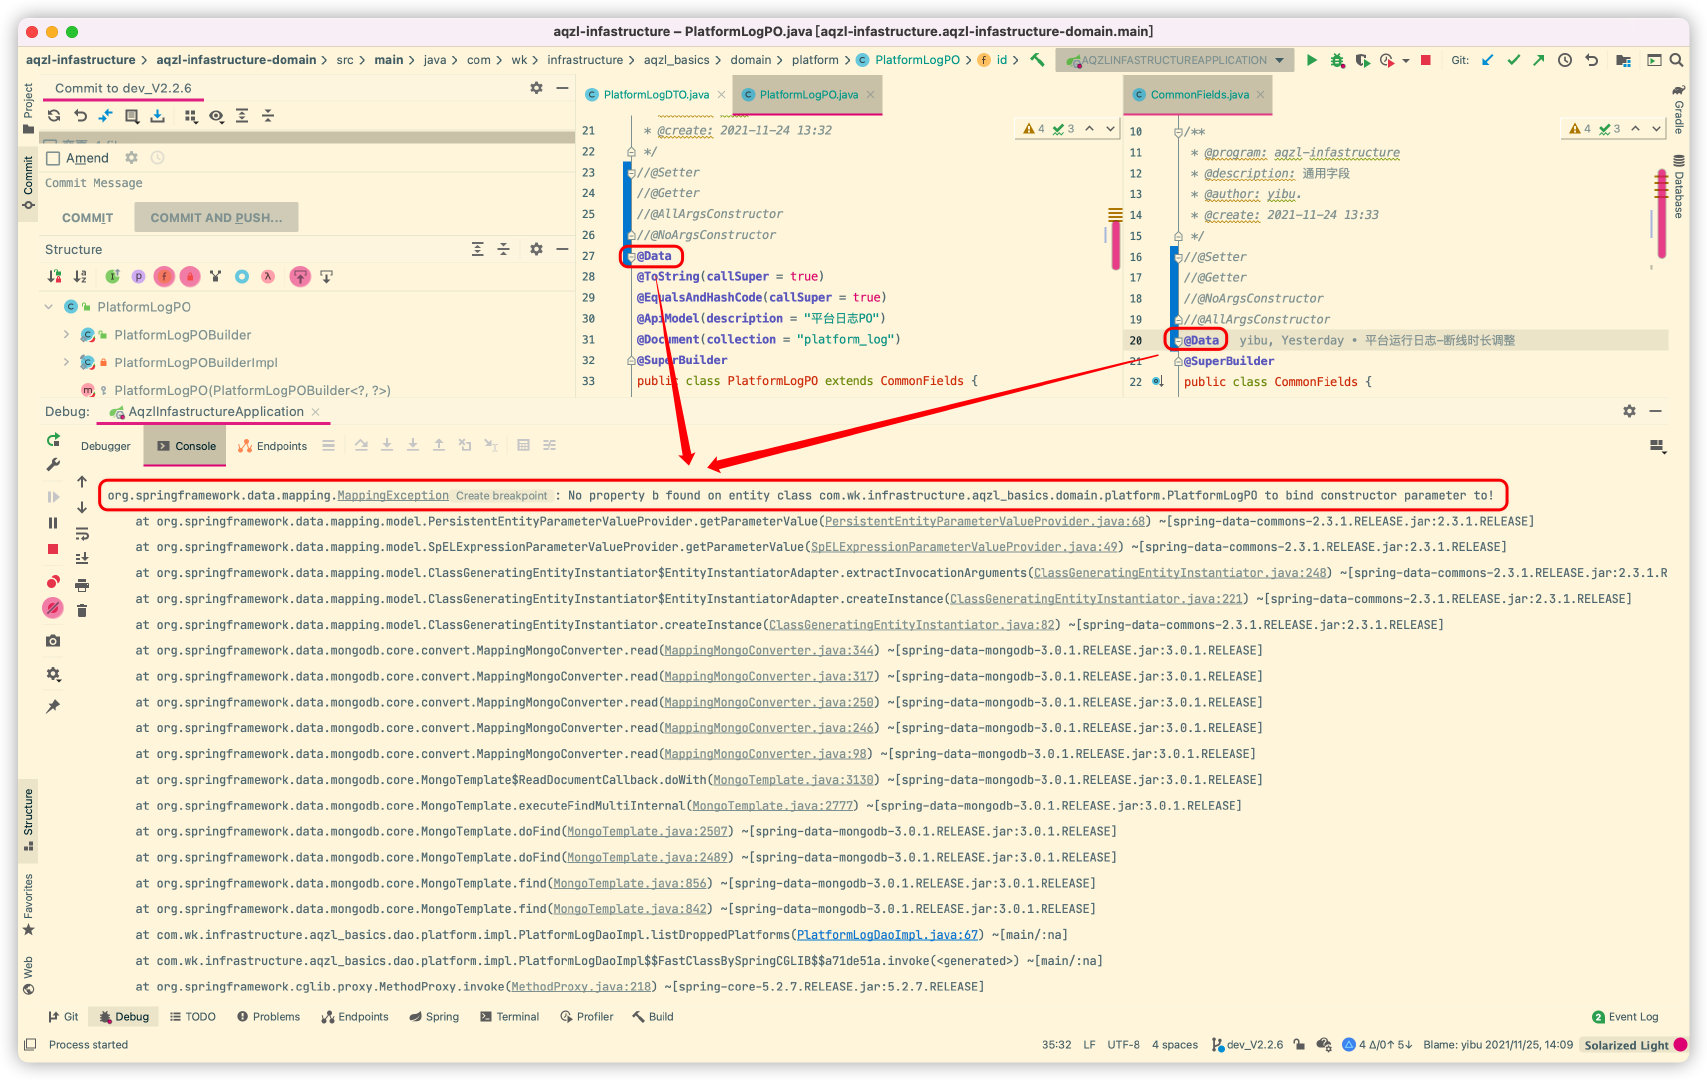 aqzl-infastructure – PlatformLogPO.java [aqzl-infastructure.aqzl-infastructure-domain.main]
aqzl-infastructure > aqzl-infastructure-domain > src > main > java > com > wk > infrastructure > aqzl_basics > domain > platform > PlatformLogPO > id > AQZLINFASTRUCTUREAPPLICATION Git:
Project
Commit
Structure
Favorites
Web
Commit to dev_V2.2.6
Amend
Commit Message
COMMIT
COMMIT AND PUSH...
Structure
PlatformLogPO
PlatformLogPOBuilder
PlatformLogPOBuilderImpl
PlatformLogPO(PlatformLogPOBuilder<?, ?>)
PlatformLogDTO.java
PlatformLogPO.java
4 3
21 * @create: 2021-11-24 13:32
22 */
23 //@Setter
24 //@Getter
25 //@AllArgsConstructor
26 //@NoArgsConstructor
27 @Data
28 @ToString(callSuper = true)
29 @EqualsAndHashCode(callSuper = true)
30 @ApiModel(description = "平台日志PO")
31 @Document(collection = "platform_log")
32 @SuperBuilder
33 public class PlatformLogPO extends CommonFields {
CommonFields.java
4 3
10 /**
11 * @program: aqzl-infastructure
12 * @description: 通用字段
13 * @author: yibu.
14 * @create: 2021-11-24 13:33
15 */
16 //@Setter
17 //@Getter
18 //@NoArgsConstructor
19 //@AllArgsConstructor
20 @Data yibu, Yesterday • 平台运行日志-断线时长调整
21 @SuperBuilder
22 public class CommonFields {
Gradle
Database
Debug: AqzlInfastructureApplication
Debugger
Console
Endpoints
org.springframework.data.mapping.MappingException Create breakpoint : No property b found on entity class com.wk.infrastructure.aqzl_basics.domain.platform.PlatformLogPO to bind constructor parameter to!
at org.springframework.data.mapping.model.PersistentEntityParameterValueProvider.getParameterValue(PersistentEntityParameterValueProvider.java:68) ~[spring-data-commons-2.3.1.RELEASE.jar:2.3.1.RELEASE]
at org.springframework.data.mapping.model.SpELExpressionParameterValueProvider.getParameterValue(SpELExpressionParameterValueProvider.java:49) ~[spring-data-commons-2.3.1.RELEASE.jar:2.3.1.RELEASE]
at org.springframework.data.mapping.model.ClassGeneratingEntityInstantiator$EntityInstantiatorAdapter.extractInvocationArguments(ClassGeneratingEntityInstantiator.java:248) ~[spring-data-commons-2.3.1.RELEASE.jar:2.3.1.R
at org.springframework.data.mapping.model.ClassGeneratingEntityInstantiator$EntityInstantiatorAdapter.createInstance(ClassGeneratingEntityInstantiator.java:221) ~[spring-data-commons-2.3.1.RELEASE.jar:2.3.1.RELEASE]
at org.springframework.data.mapping.model.ClassGeneratingEntityInstantiator.createInstance(ClassGeneratingEntityInstantiator.java:82) ~[spring-data-commons-2.3.1.RELEASE.jar:2.3.1.RELEASE]
at org.springframework.data.mongodb.core.convert.MappingMongoConverter.read(MappingMongoConverter.java:344) ~[spring-data-mongodb-3.0.1.RELEASE.jar:3.0.1.RELEASE]
at org.springframework.data.mongodb.core.convert.MappingMongoConverter.read(MappingMongoConverter.java:317) ~[spring-data-mongodb-3.0.1.RELEASE.jar:3.0.1.RELEASE]
at org.springframework.data.mongodb.core.convert.MappingMongoConverter.read(MappingMongoConverter.java:250) ~[spring-data-mongodb-3.0.1.RELEASE.jar:3.0.1.RELEASE]
at org.springframework.data.mongodb.core.convert.MappingMongoConverter.read(MappingMongoConverter.java:246) ~[spring-data-mongodb-3.0.1.RELEASE.jar:3.0.1.RELEASE]
at org.springframework.data.mongodb.core.convert.MappingMongoConverter.read(MappingMongoConverter.java:98) ~[spring-data-mongodb-3.0.1.RELEASE.jar:3.0.1.RELEASE]
at org.springframework.data.mongodb.core.MongoTemplate$ReadDocumentCallback.doWith(MongoTemplate.java:3130) ~[spring-data-mongodb-3.0.1.RELEASE.jar:3.0.1.RELEASE]
at org.springframework.data.mongodb.core.MongoTemplate.executeFindMultiInternal(MongoTemplate.java:2777) ~[spring-data-mongodb-3.0.1.RELEASE.jar:3.0.1.RELEASE]
at org.springframework.data.mongodb.core.MongoTemplate.doFind(MongoTemplate.java:2507) ~[spring-data-mongodb-3.0.1.RELEASE.jar:3.0.1.RELEASE]
at org.springframework.data.mongodb.core.MongoTemplate.doFind(MongoTemplate.java:2489) ~[spring-data-mongodb-3.0.1.RELEASE.jar:3.0.1.RELEASE]
at org.springframework.data.mongodb.core.MongoTemplate.find(MongoTemplate.java:856) ~[spring-data-mongodb-3.0.1.RELEASE.jar:3.0.1.RELEASE]
at org.springframework.data.mongodb.core.MongoTemplate.find(MongoTemplate.java:842) ~[spring-data-mongodb-3.0.1.RELEASE.jar:3.0.1.RELEASE]
at com.wk.infrastructure.aqzl_basics.dao.platform.impl.PlatformLogDaoImpl.listDroppedPlatforms(PlatformLogDaoImpl.java:67) ~[main/:na]
at com.wk.infrastructure.aqzl_basics.dao.platform.impl.PlatformLogDaoImpl$$FastClassBySpringCGLIB$$a71de51a.invoke(<generated>) ~[main/:na]
at org.springframework.cglib.proxy.MethodProxy.invoke(MethodProxy.java:218) ~[spring-core-5.2.7.RELEASE.jar:5.2.7.RELEASE]
Git Debug TODO Problems Endpoints Spring Terminal Profiler Build 2 Event Log
Process started 35:32 LF UTF-8 4 spaces dev_V2.2.6 4 Δ/0↑ 5↓ Blame: yibu 2021/11/25, 14:09 Solarized Light